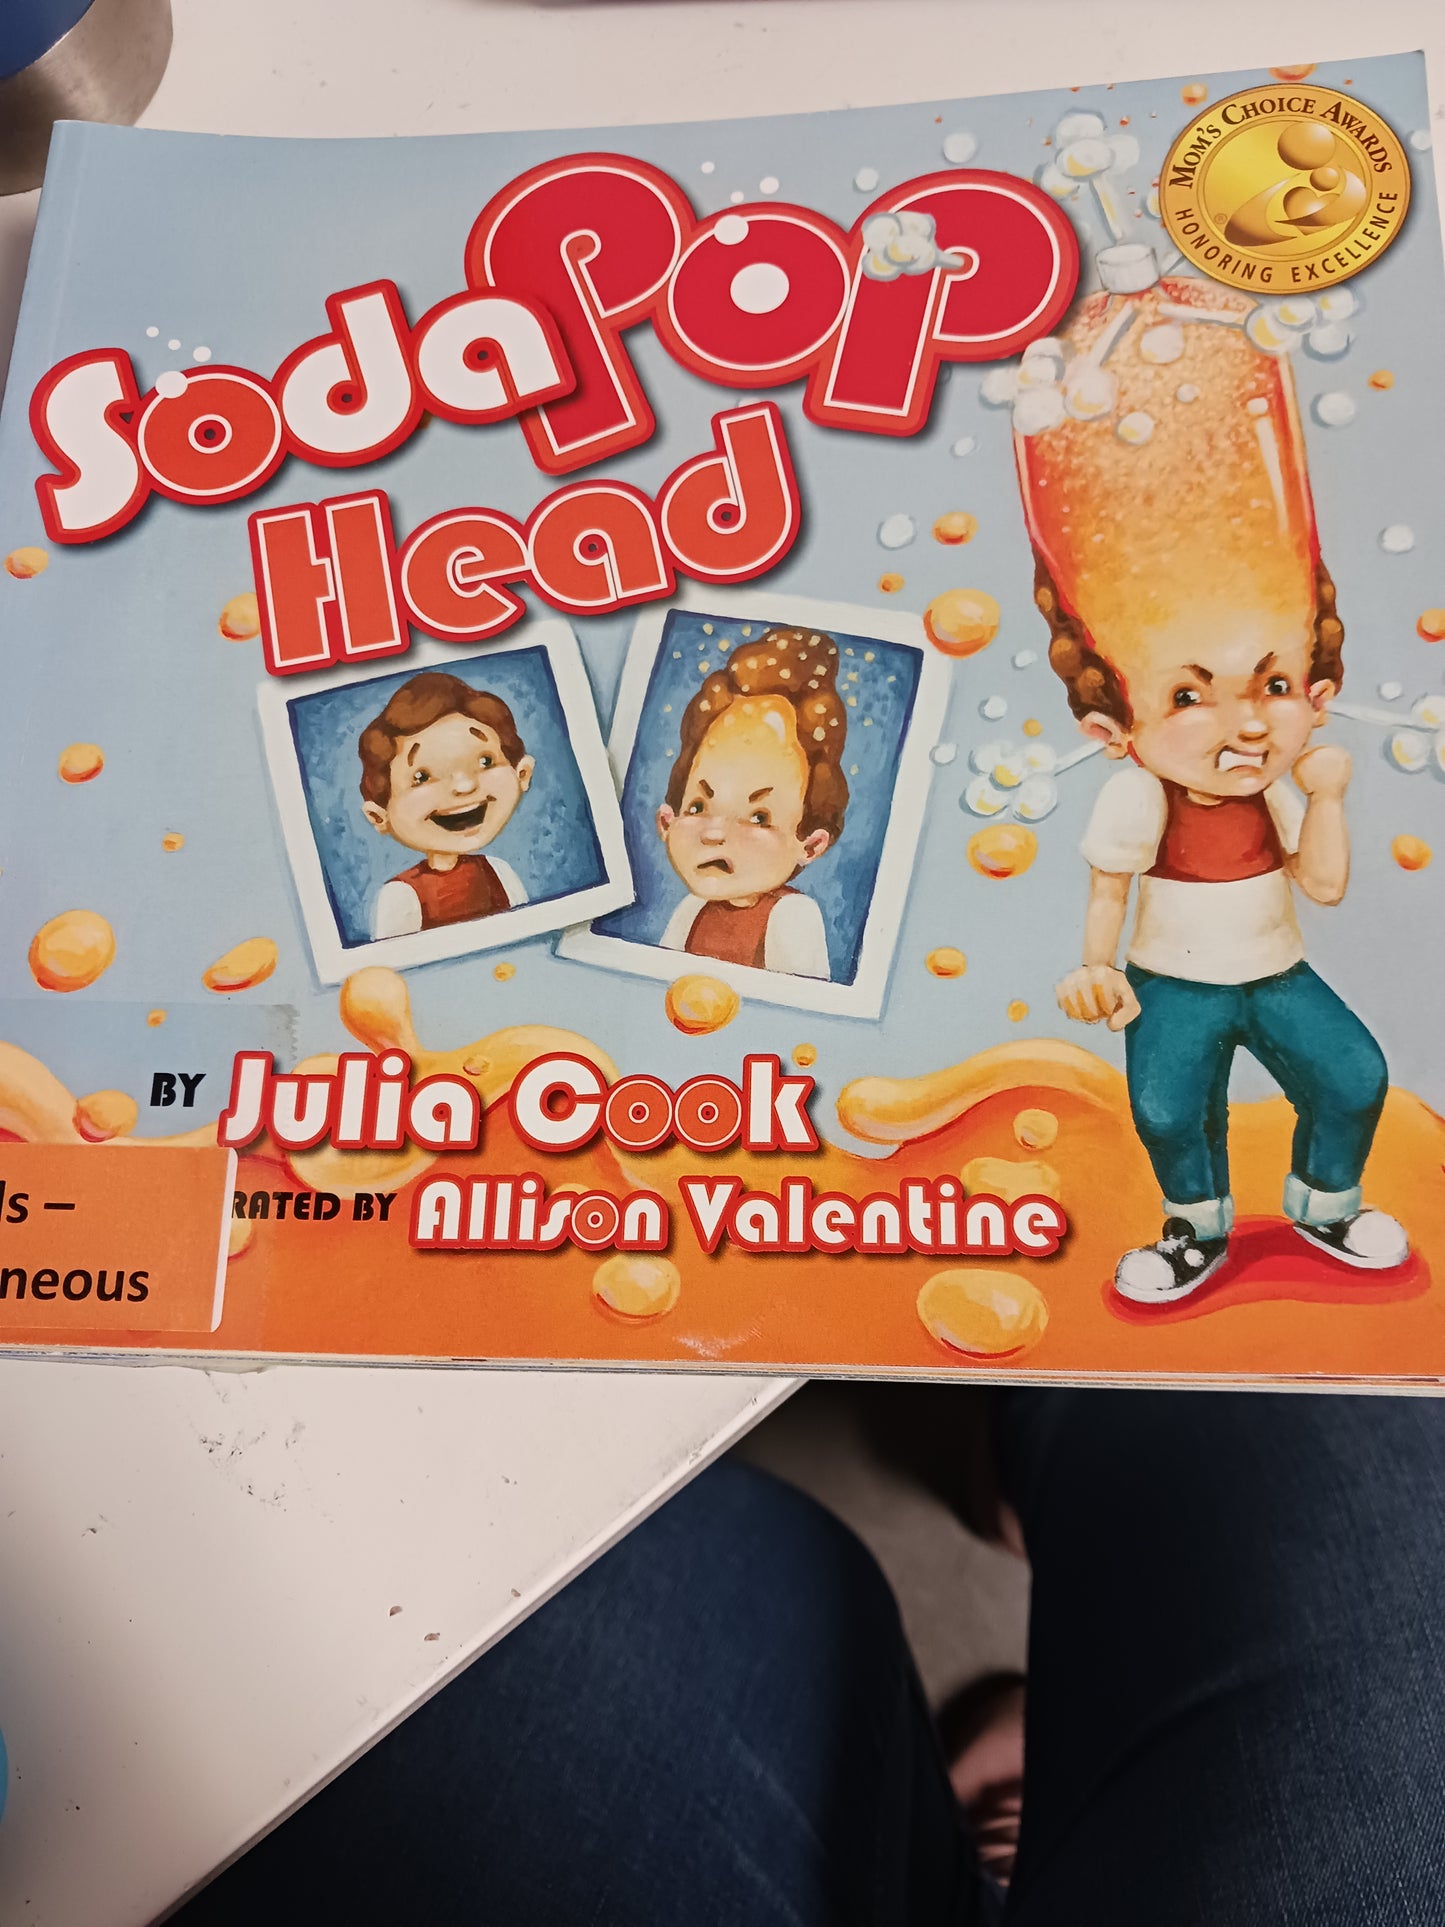 MOM'S CHOICE AWARDS
HONORING EXCELLENCE
®
Soda Pop
Head
BY Julia Cook
RATED BY Allison Valentine
ls –
neous